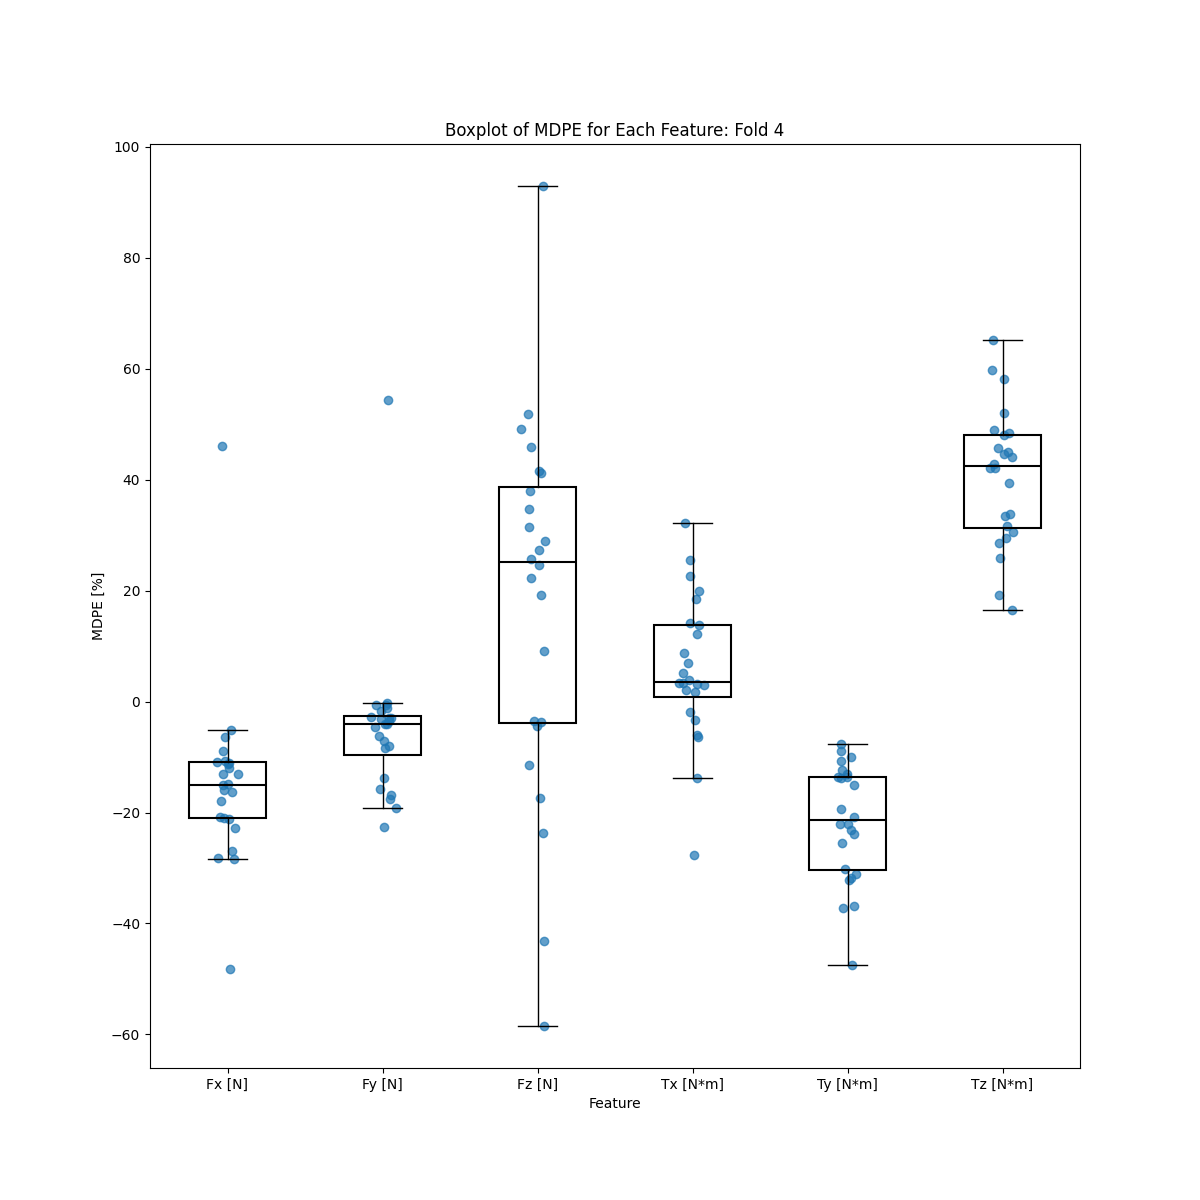 Boxplot of MDPE for Each Feature: Fold 4
100
80
60
40
20
0
−20
−40
−60
MDPE [%]
Fx [N] Fy [N] Fz [N] Tx [N*m] Ty [N*m] Tz [N*m]
Feature